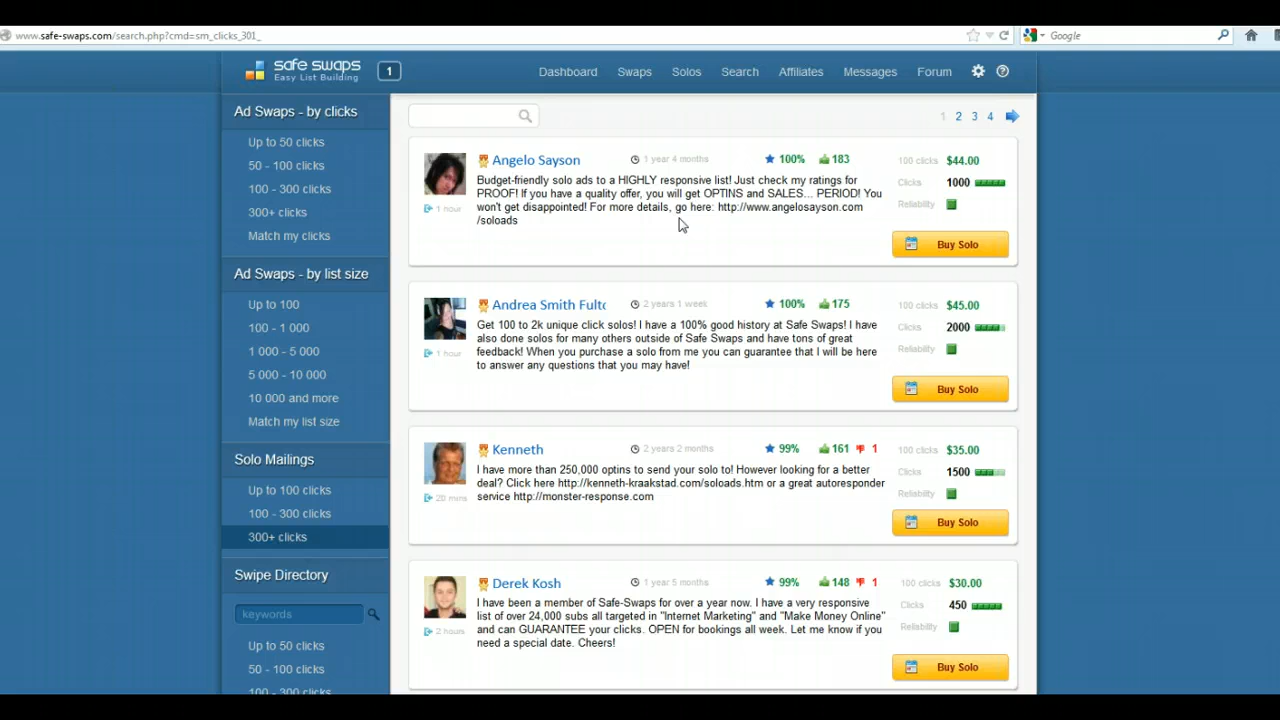 www.safe-swaps.com/search.php?cmd=sm_clicks_301_
Google
safe swaps
Easy List Building
1
Dashboard
Swaps
Solos
Search
Affiliates
Messages
Forum
Ad Swaps - by clicks
Up to 50 clicks
50 - 100 clicks
100 - 300 clicks
300+ clicks
Match my clicks
Ad Swaps - by list size
Up to 100
100 - 1 000
1 000 - 5 000
5 000 - 10 000
10 000 and more
Match my list size
Solo Mailings
Up to 100 clicks
100 - 300 clicks
300+ clicks
Swipe Directory
keywords
Up to 50 clicks
50 - 100 clicks
100 - 300 clicks
1 2 3 4
Angelo Sayson
1 year 4 months
100%
183
Budget-friendly solo ads to a HIGHLY responsive list! Just check my ratings for
PROOF! If you have a quality offer, you will get OPTINS and SALES... PERIOD! You
won't get disappointed! For more details, go here: http://www.angelosayson.com
/soloads
1 hour
100 clicks $44.00
Clicks 1000
Reliability
Buy Solo
Andrea Smith Fultc
2 years 1 week
100%
175
Get 100 to 2k unique click solos! I have a 100% good history at Safe Swaps! I have
also done solos for many others outside of Safe Swaps and have tons of great
feedback! When you purchase a solo from me you can guarantee that I will be here
to answer any questions that you may have!
1 hour
100 clicks $45.00
Clicks 2000
Reliability
Buy Solo
Kenneth
2 years 2 months
99%
161
1
I have more than 250,000 optins to send your solo to! However looking for a better
deal? Click here http://kenneth-kraakstad.com/soloads.htm or a great autoresponder
service http://monster-response.com
20 mins
100 clicks $35.00
Clicks 1500
Reliability
Buy Solo
Derek Kosh
1 year 5 months
99%
148
1
I have been a member of Safe-Swaps for over a year now. I have a very responsive
list of over 24,000 subs all targeted in "Internet Marketing" and "Make Money Online"
and can GUARANTEE your clicks. OPEN for bookings all week. Let me know if you
need a special date. Cheers!
2 hours
100 clicks $30.00
Clicks 450
Reliability
Buy Solo